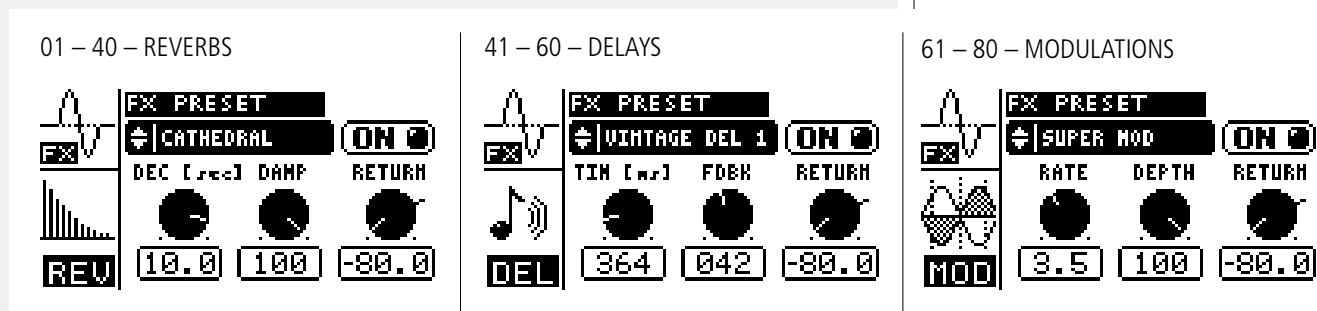 01 – 40 – REVERBS
FX PRESET
FX
CATHEDRAL
ON
DEC [sec] DAMP RETURN
REV
10.0 100 -80.0
41 – 60 – DELAYS
FX PRESET
FX
VINTAGE DEL 1
ON
TIM [ms] FDBK RETURN
DEL
364 042 -80.0
61 – 80 – MODULATIONS
FX PRESET
FX
SUPER MOD
ON
RATE DEPTH RETURN
MOD
3.5 100 -80.0